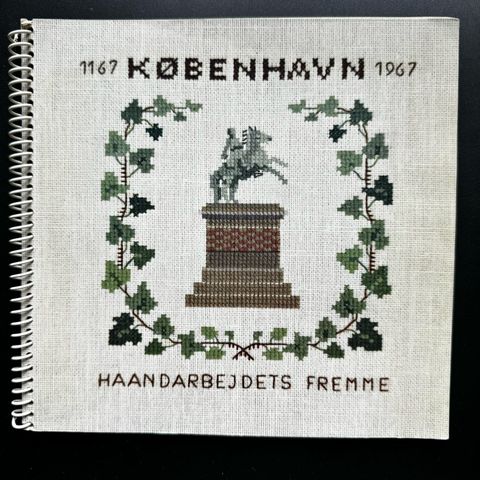 1167 KØBENHAVN 1967
HAANDARBEJDETS FREMME